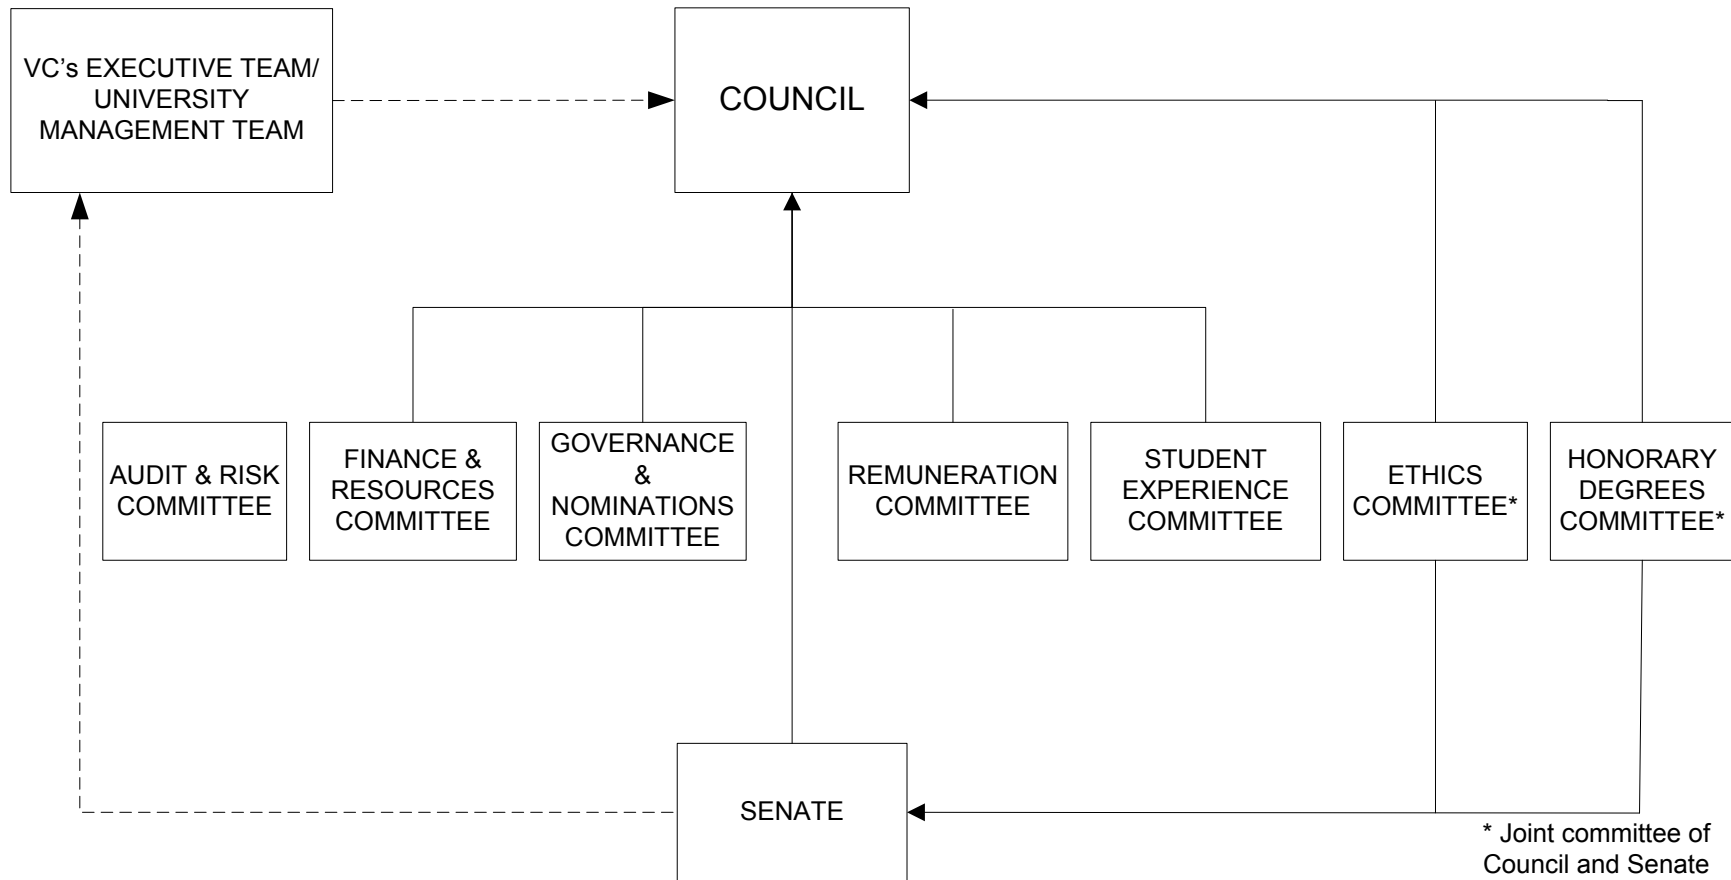 VC's EXECUTIVE TEAM/
UNIVERSITY
MANAGEMENT TEAM
COUNCIL
AUDIT & RISK
COMMITTEE
FINANCE &
RESOURCES
COMMITTEE
GOVERNANCE
&
NOMINATIONS
COMMITTEE
REMUNERATION
COMMITTEE
STUDENT
EXPERIENCE
COMMITTEE
ETHICS
COMMITTEE*
HONORARY
DEGREES
COMMITTEE*
SENATE
* Joint committee of
Council and Senate